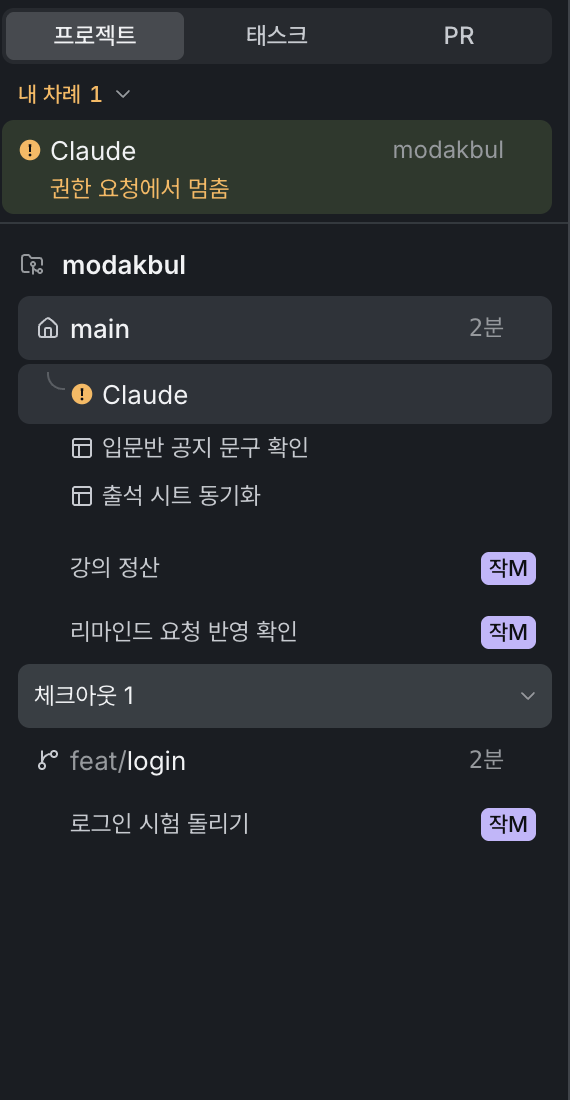 프로젝트 태스크 PR
내 차례 1
Claude modakbul
권한 요청에서 멈춤
modakbul
main 2분
Claude
입문반 공지 문구 확인
출석 시트 동기화
강의 정산 작M
리마인드 요청 반영 확인 작M
체크아웃 1
feat/login 2분
로그인 시험 돌리기 작M